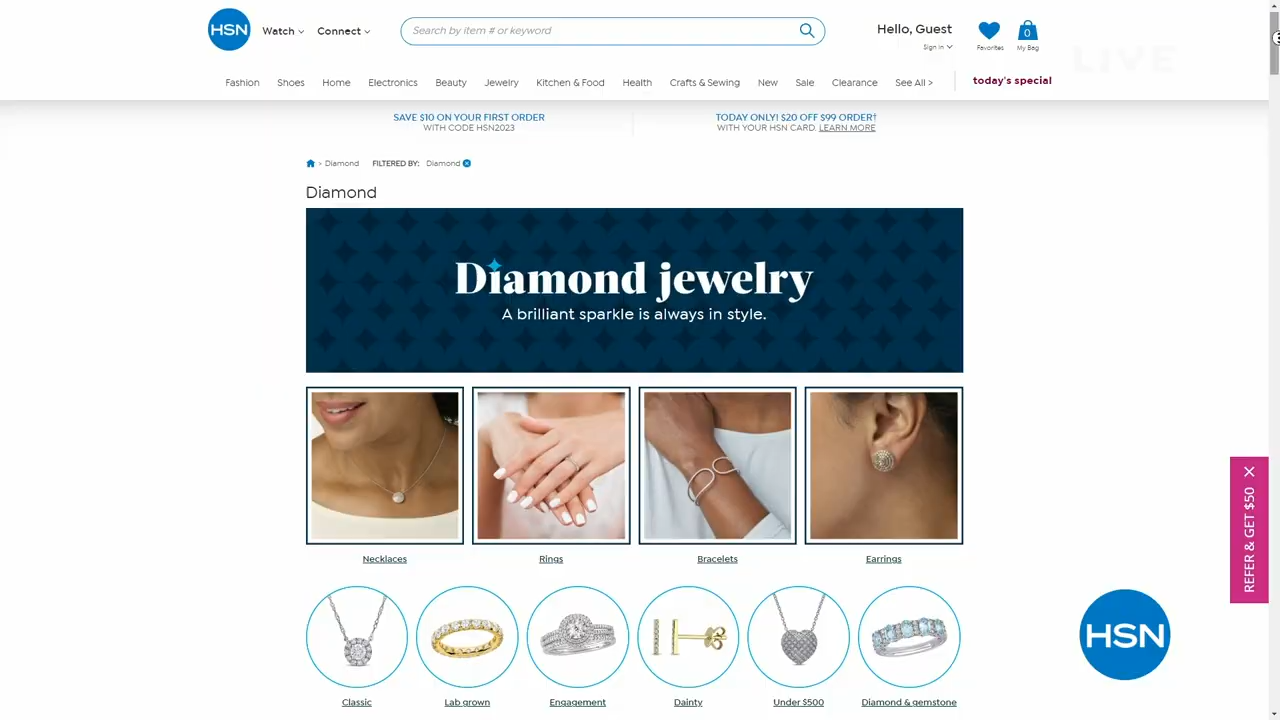 HSN
Watch
Connect
Search by item # or keyword
Hello, Guest
Sign in
Favorites
0
My Bag
LIVE
Fashion
Shoes
Home
Electronics
Beauty
Jewelry
Kitchen & Food
Health
Crafts & Sewing
New
Sale
Clearance
See All >
today's special
SAVE $10 ON YOUR FIRST ORDER
WITH CODE HSN2023
TODAY ONLY! $20 OFF $99 ORDER†
WITH YOUR HSN CARD. LEARN MORE
> Diamond
FILTERED BY: Diamond
Diamond
Diamond jewelry
A brilliant sparkle is always in style.
Necklaces
Rings
Bracelets
Earrings
REFER & GET $50
Classic
Lab grown
Engagement
Dainty
Under $500
Diamond & gemstone
HSN